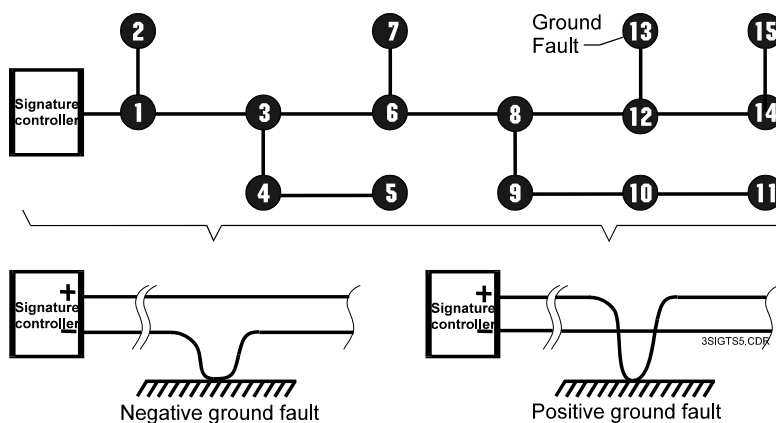 Ground
Fault
2
7
13
15
Signature
controller
1
3
6
8
12
14
4
5
9
10
11
+
Signature
controller
−
+
Signature
controller
−
3SIGTS5.CDR
Negative ground fault
Positive ground fault